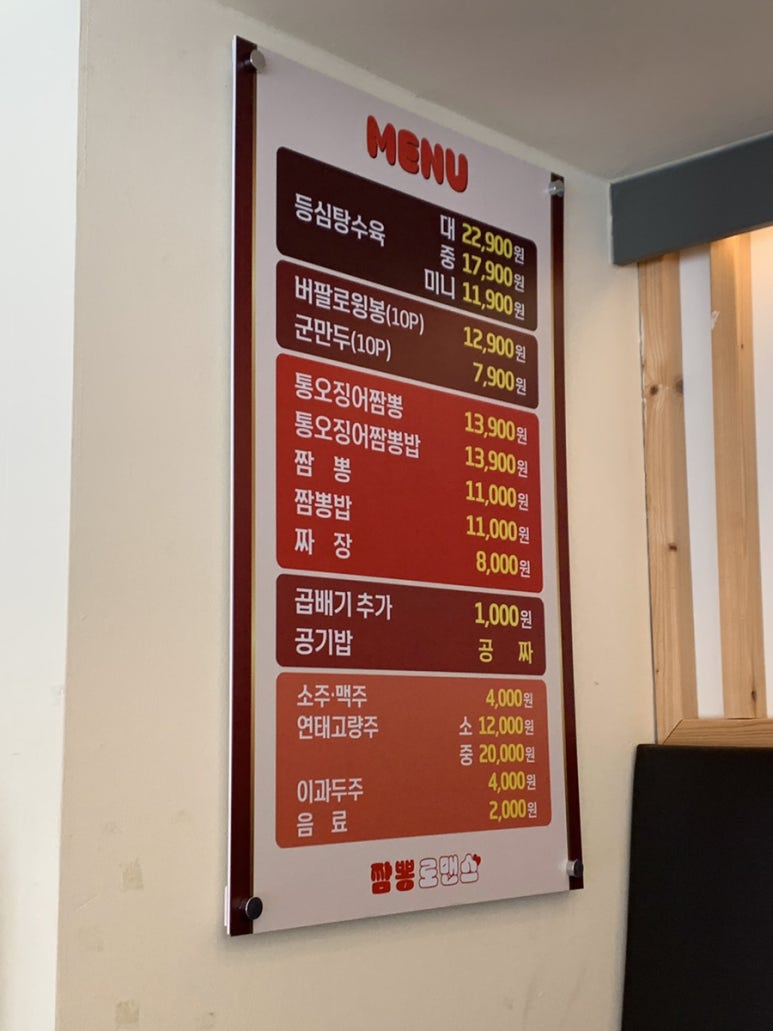 MENU
등심탕수육 대 22,900원
중 17,900원
미니 11,900원
버팔로윙봉(10P) 12,900원
군만두(10P) 7,900원
통오징어짬뽕 13,900원
통오징어짬뽕밥 13,900원
짬 뽕 11,000원
짬뽕밥 11,000원
짜 장 8,000원
곱배기 추가 1,000원
공기밥 공 짜
소주·맥주 4,000원
연태고량주 소 12,000원
중 20,000원
이과두주 4,000원
음 료 2,000원
짬뽕로맨스